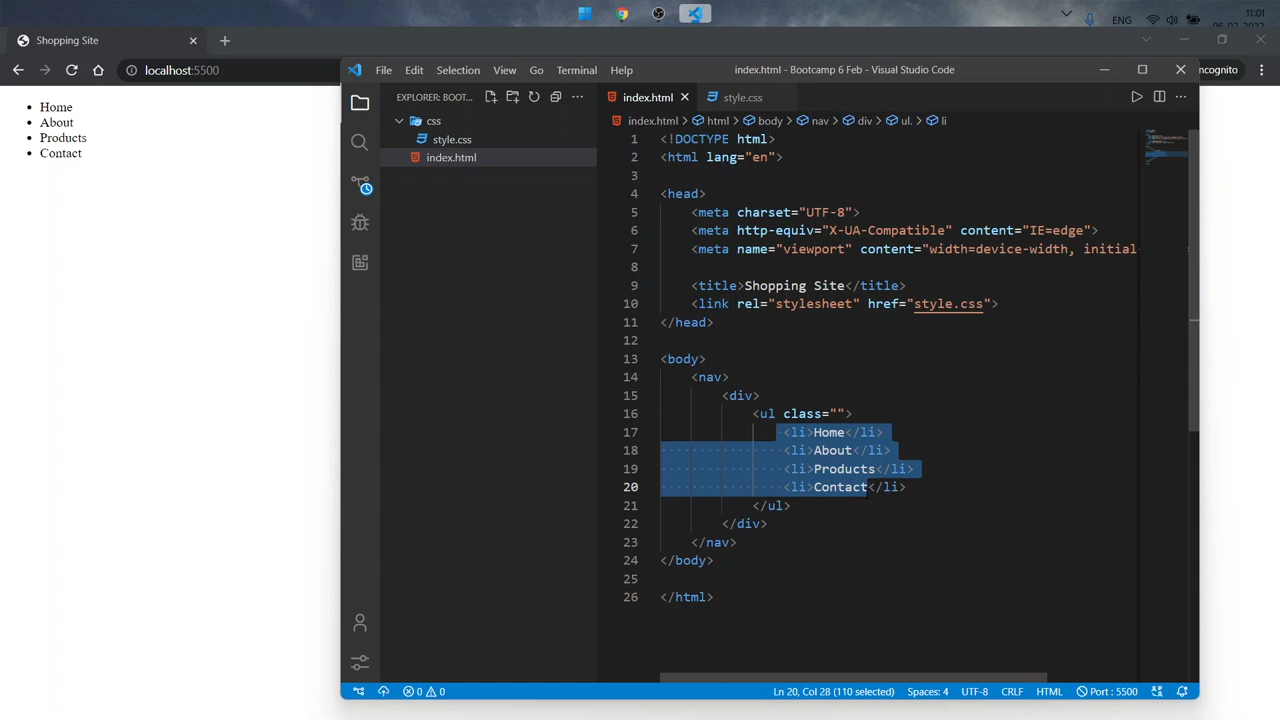 ENG
11:01
06-02-2022
Shopping Site
localhost:5500
ncognito
Home
About
Products
Contact
File Edit Selection View Go Terminal Help
index.html - Bootcamp 6 Feb - Visual Studio Code
EXPLORER: BOOT...
css
style.css
index.html
index.html
style.css
index.html > html > body > nav > div > ul. > li
1 <!DOCTYPE html>
2 <html lang="en">
3
4 <head>
5 <meta charset="UTF-8">
6 <meta http-equiv="X-UA-Compatible" content="IE=edge">
7 <meta name="viewport" content="width=device-width, initial-
8
9 <title>Shopping Site</title>
10 <link rel="stylesheet" href="style.css">
11 </head>
12
13 <body>
14 <nav>
15 <div>
16 <ul class="">
17 <li>Home</li>
18 <li>About</li>
19 <li>Products</li>
20 <li>Contact</li>
21 </ul>
22 </div>
23 </nav>
24 </body>
25
26 </html>
0 0
Ln 20, Col 28 (110 selected) Spaces: 4 UTF-8 CRLF HTML Port : 5500